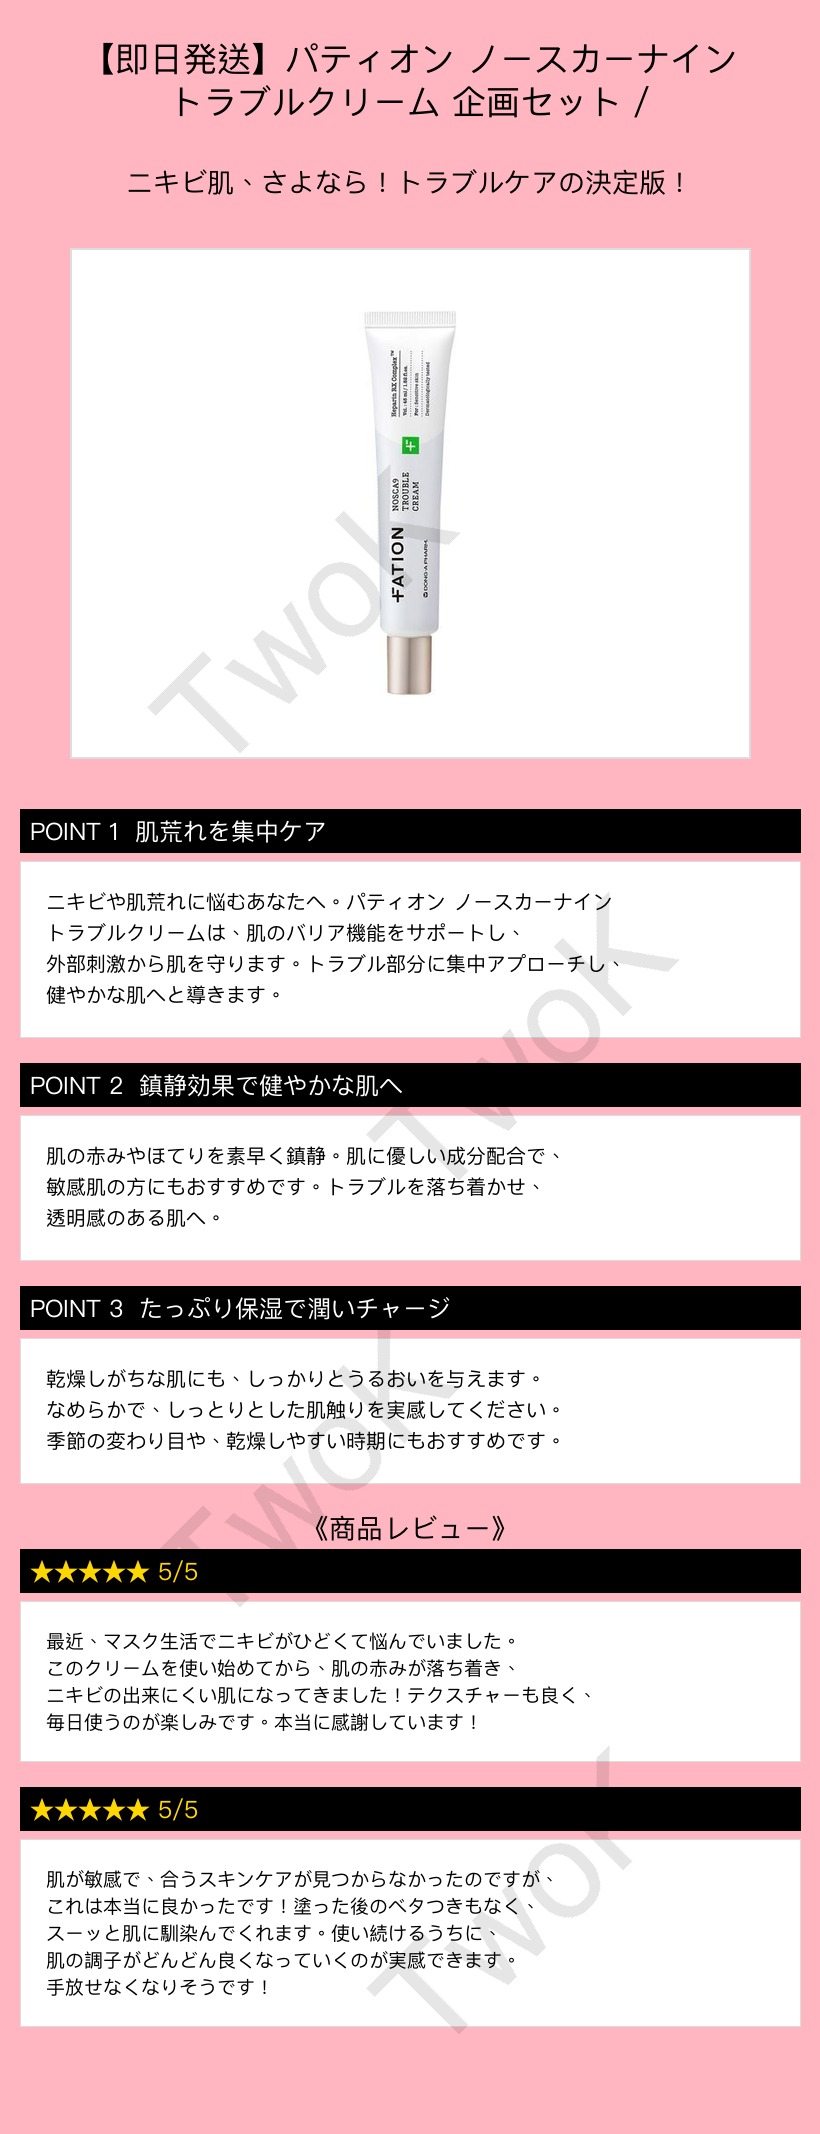 【即日発送】パティオン ノースカーナイン
トラブルクリーム 企画セット /
ニキビ肌、さよなら！トラブルケアの決定版！
Heparin RX Complex™
For : Sensitive skin
Dermatologically tested
NOSCA9
TROUBLE
CREAM
FATION
DONG-A PHARM.
TwoK
POINT 1 肌荒れを集中ケア
ニキビや肌荒れに悩むあなたへ。パティオン ノースカーナイン
トラブルクリームは、肌のバリア機能をサポートし、
外部刺激から肌を守ります。トラブル部分に集中アプローチし、
健やかな肌へと導きます。
TwoK
POINT 2 鎮静効果で健やかな肌へ
肌の赤みやほてりを素早く鎮静。肌に優しい成分配合で、
敏感肌の方にもおすすめです。トラブルを落ち着かせ、
透明感のある肌へ。
POINT 3 たっぷり保湿で潤いチャージ
乾燥しがちな肌にも、しっかりとうるおいを与えます。
なめらかで、しっとりとした肌触りを実感してください。
季節の変わり目や、乾燥しやすい時期にもおすすめです。
TwoK
《商品レビュー》
★★★★★ 5/5
最近、マスク生活でニキビがひどくて悩んでいました。
このクリームを使い始めてから、肌の赤みが落ち着き、
ニキビの出来にくい肌になってきました！テクスチャーも良く、
毎日使うのが楽しみです。本当に感謝しています！
★★★★★ 5/5
肌が敏感で、合うスキンケアが見つからなかったのですが、
これは本当に良かったです！塗った後のベタつきもなく、
スーッと肌に馴染んでくれます。使い続けるうちに、
肌の調子がどんどん良くなっていくのが実感できます。
手放せなくなりそうです！
TwoK